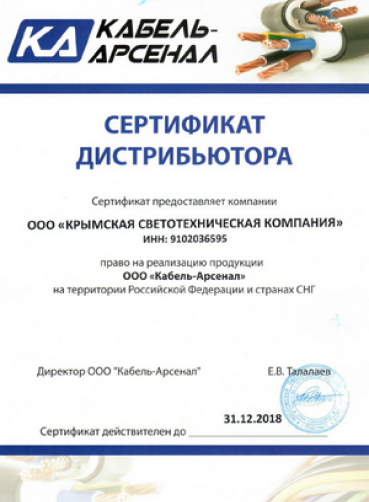 КА КАБЕЛЬ-
АРСЕНАЛ
СЕРТИФИКАТ
ДИСТРИБЬЮТОРА
Сертификат предоставляет компании
ООО «КРЫМСКАЯ СВЕТОТЕХНИЧЕСКАЯ КОМПАНИЯ»
ИНН: 9102036595
право на реализацию продукции
ООО «Кабель-Арсенал»
на территории Российской Федерации и странах СНГ
Директор ООО "Кабель-Арсенал" Е.В. Талалаев
31.12.2018
Сертификат действителен до